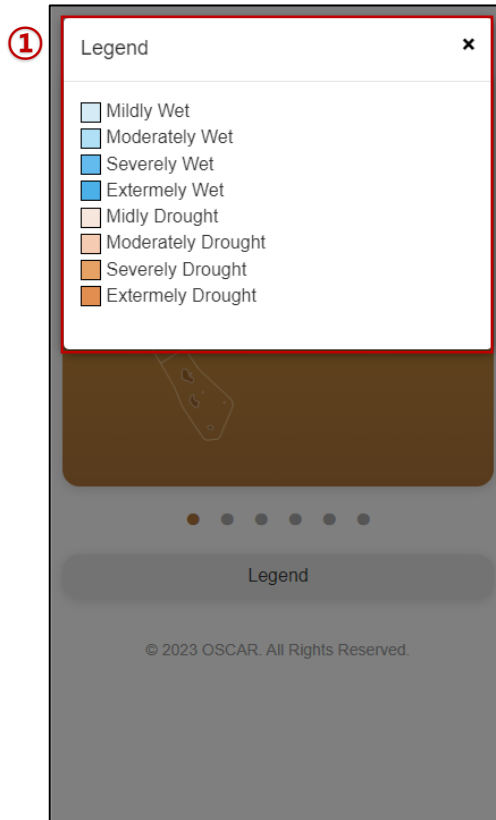 ①
Legend ×
Mildly Wet
Moderately Wet
Severely Wet
Extermely Wet
Midly Drought
Moderately Drought
Severely Drought
Extermely Drought
Legend
© 2023 OSCAR. All Rights Reserved.